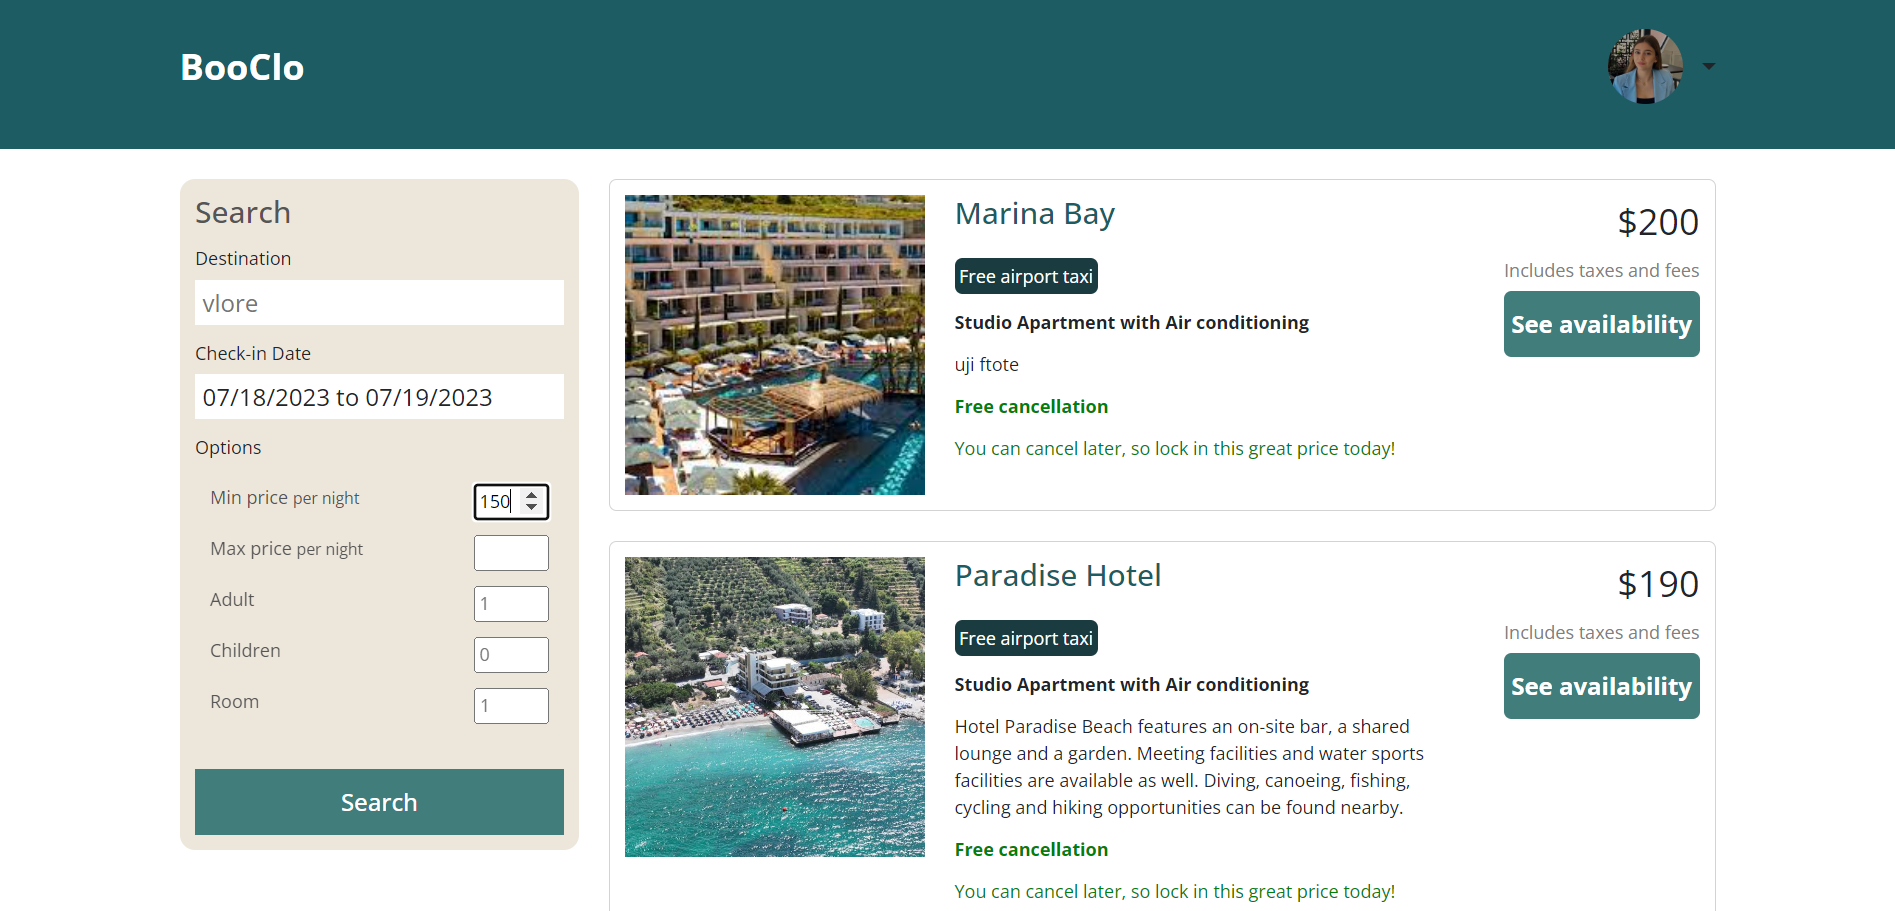 BooClo
Search
Destination
vlore
Check-in Date
07/18/2023 to 07/19/2023
Options
Min price per night
150
Max price per night
Adult
1
Children
0
Room
1
Search
Marina Bay
Free airport taxi
Studio Apartment with Air conditioning
uji ftote
Free cancellation
You can cancel later, so lock in this great price today!
$200
Includes taxes and fees
See availability
Paradise Hotel
Free airport taxi
Studio Apartment with Air conditioning
Hotel Paradise Beach features an on-site bar, a shared
lounge and a garden. Meeting facilities and water sports
facilities are available as well. Diving, canoeing, fishing,
cycling and hiking opportunities can be found nearby.
Free cancellation
You can cancel later, so lock in this great price today!
$190
Includes taxes and fees
See availability